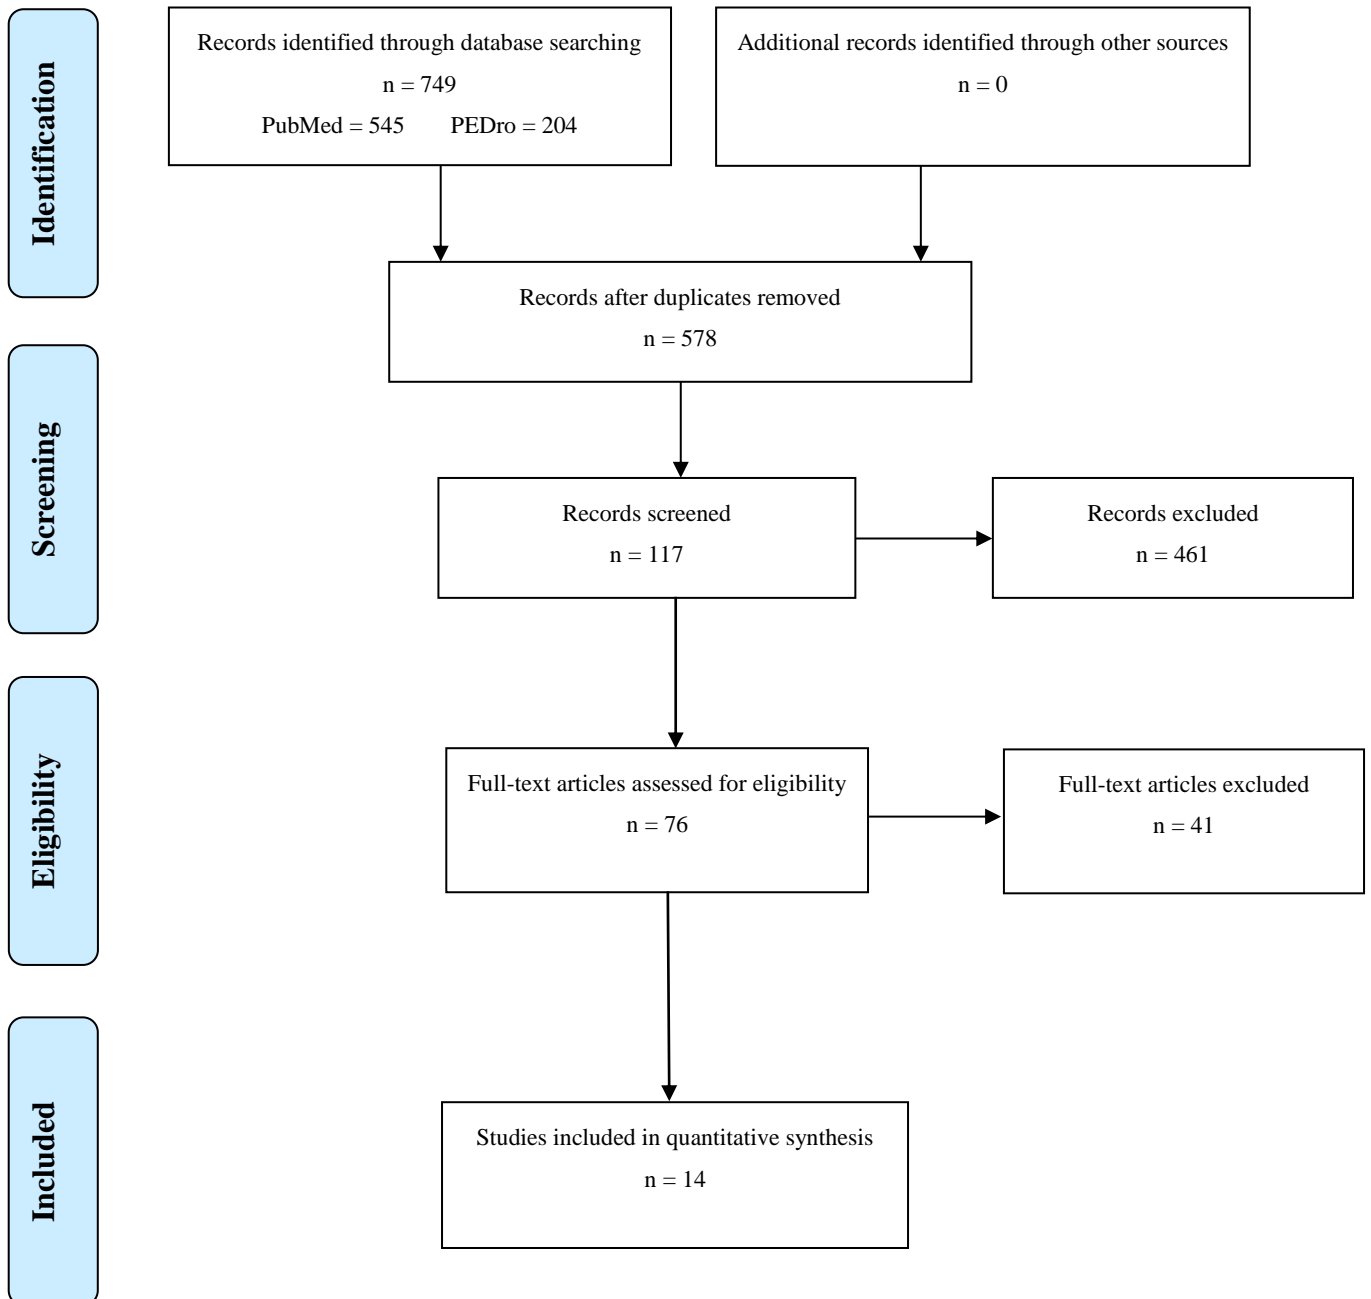 Identification
Records identified through database searching
n = 749
PubMed = 545 PEDro = 204
Additional records identified through other sources
n = 0
Records after duplicates removed
n = 578
Screening
Records screened
n = 117
Records excluded
n = 461
Eligibility
Full-text articles assessed for eligibility
n = 76
Full-text articles excluded
n = 41
Included
Studies included in quantitative synthesis
n = 14